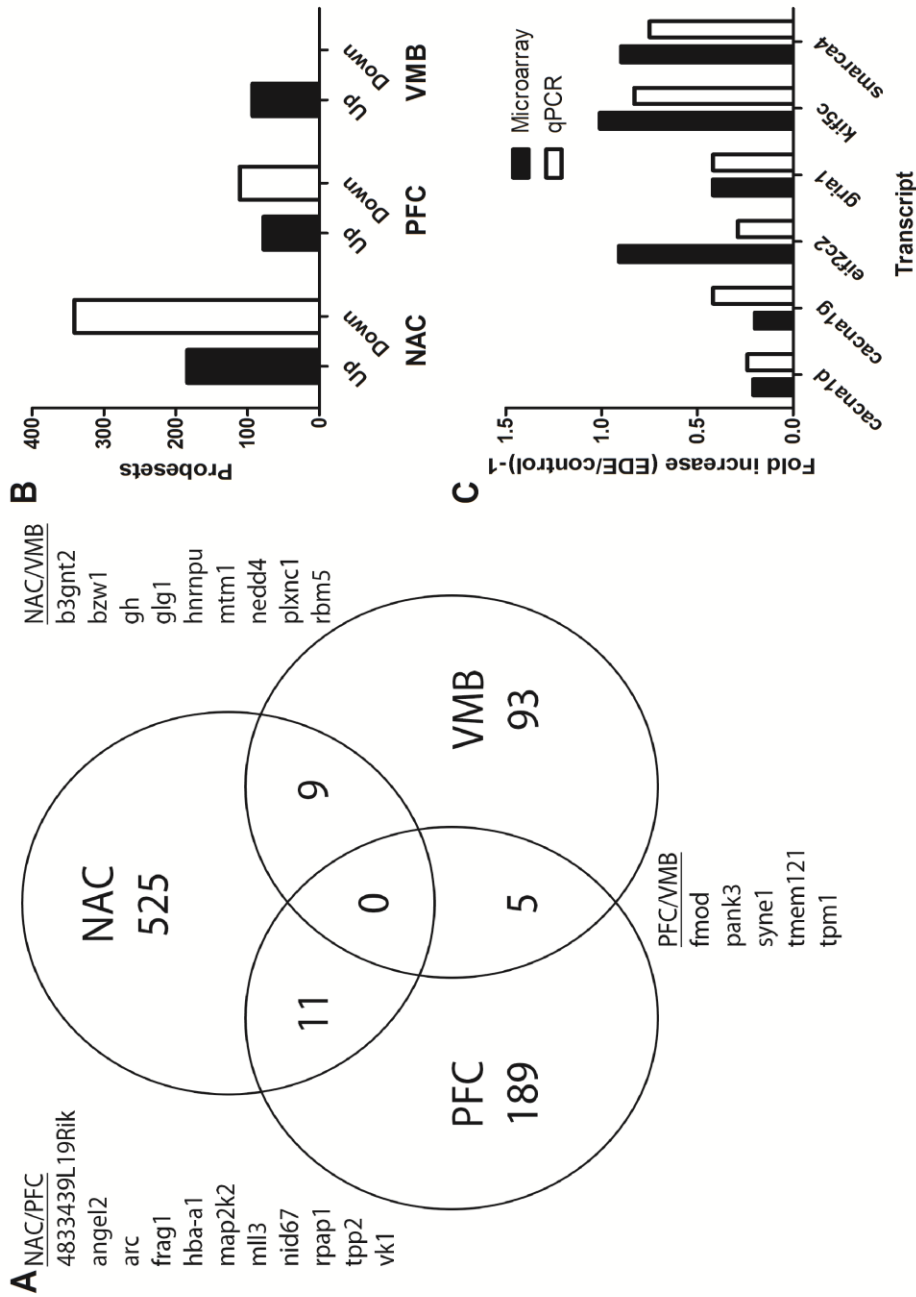 A
NAC/PFC
4833439L19Rik
angel2
arc
frag1
hba-a1
map2k2
mll3
nid67
rpap1
tpp2
vk1
NAC
525
11
9
0
PFC
189
5
VMB
93
NAC/VMB
b3gnt2
bzw1
gh
glg1
hnrnpu
mtm1
nedd4
plxnc1
rbm5
PFC/VMB
fmod
pank3
syne1
tmem121
tpm1
B
Probesets
400
300
200
100
0
Up Down Up Down Up Down
NAC PFC VMB
C
Fold increase (EDE/control)-1
1.5
1.0
0.5
0.0
Microarray
qPCR
cacna1d cacna1g eif2c2 gria1 kif5c smarca4
Transcript